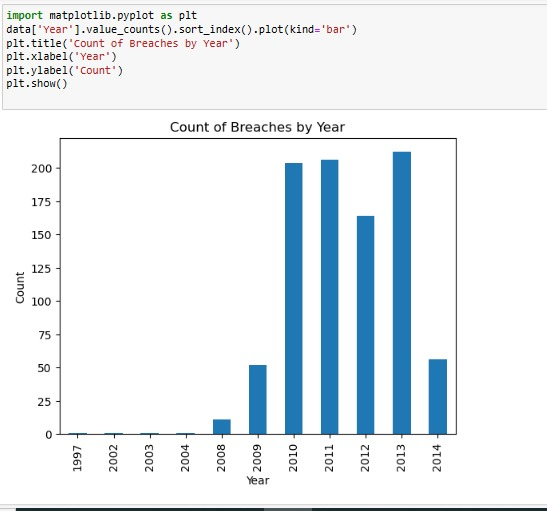 import matplotlib.pyplot as plt
data['Year'].value_counts().sort_index().plot(kind='bar')
plt.title('Count of Breaches by Year')
plt.xlabel('Year')
plt.ylabel('Count')
plt.show()
Count of Breaches by Year
200
175
150
125
100
75
50
25
0
Count
1997
2002
2003
2004
2008
2009
2010
2011
2012
2013
2014
Year